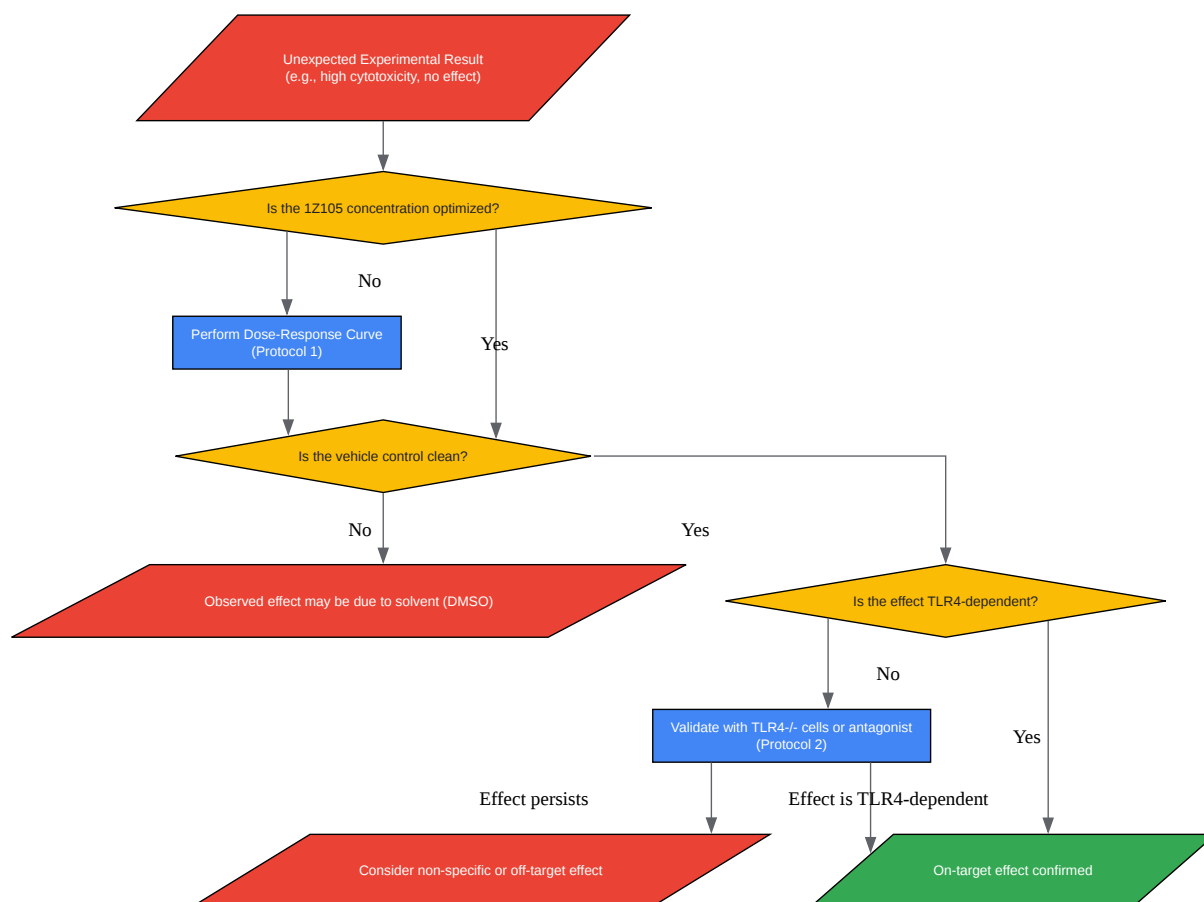 Unexpected Experimental Result
(e.g., high cytotoxicity, no effect)
Is the 1Z105 concentration optimized?
No
Perform Dose-Response Curve
(Protocol 1)
Yes
Is the vehicle control clean?
No
Yes
Observed effect may be due to solvent (DMSO)
Is the effect TLR4-dependent?
No
Validate with TLR4-/- cells or antagonist
(Protocol 2)
Yes
Effect persists
Effect is TLR4-dependent
Consider non-specific or off-target effect
On-target effect confirmed